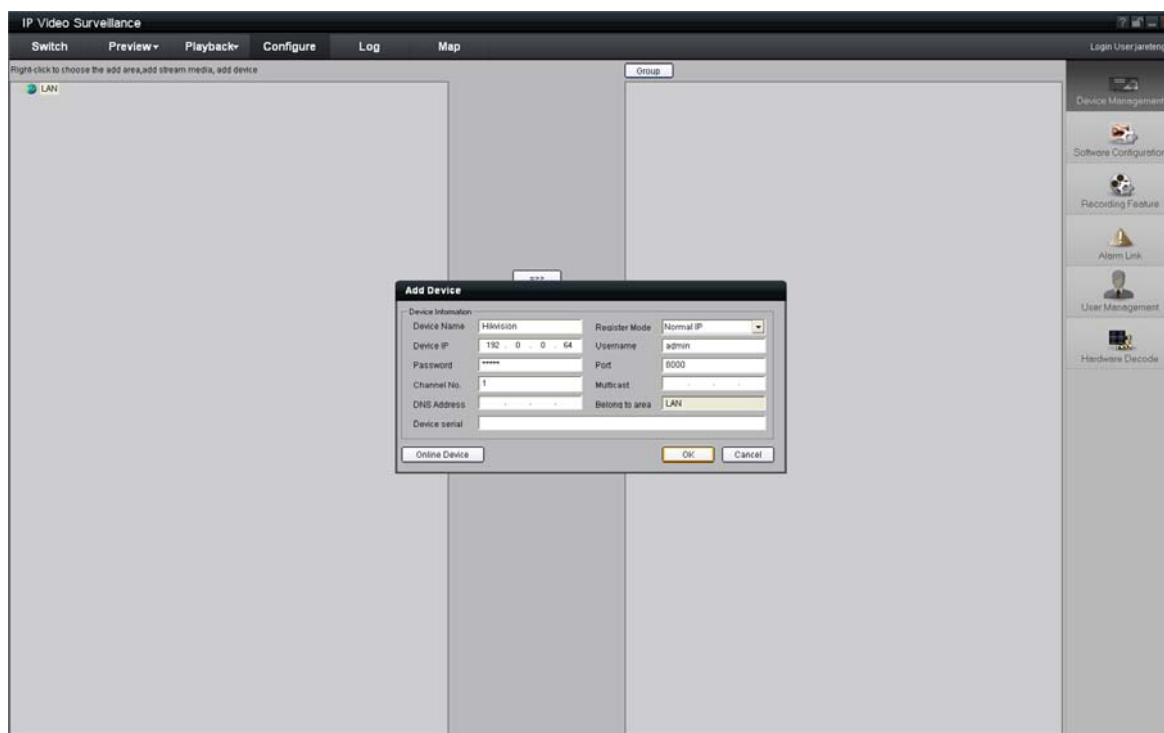 IP Video Surveillance
Switch Preview Playback Configure Log Map
Login User:jareteng
Right-click to choose the add area,add stream media, add device
Group
LAN
Device Management
Software Configuration
Recording Feature
Alarm Link
User Management
Hardware Decode
Add Device
Device Information
Device Name Hikvision Register Mode Normal IP
Device IP 192 . 0 . 0 . 64 Username admin
Password ***** Port 8000
Channel No. 1 Multicast . . .
DNS Address . . . Belong to area LAN
Device serial
Online Device OK Cancel